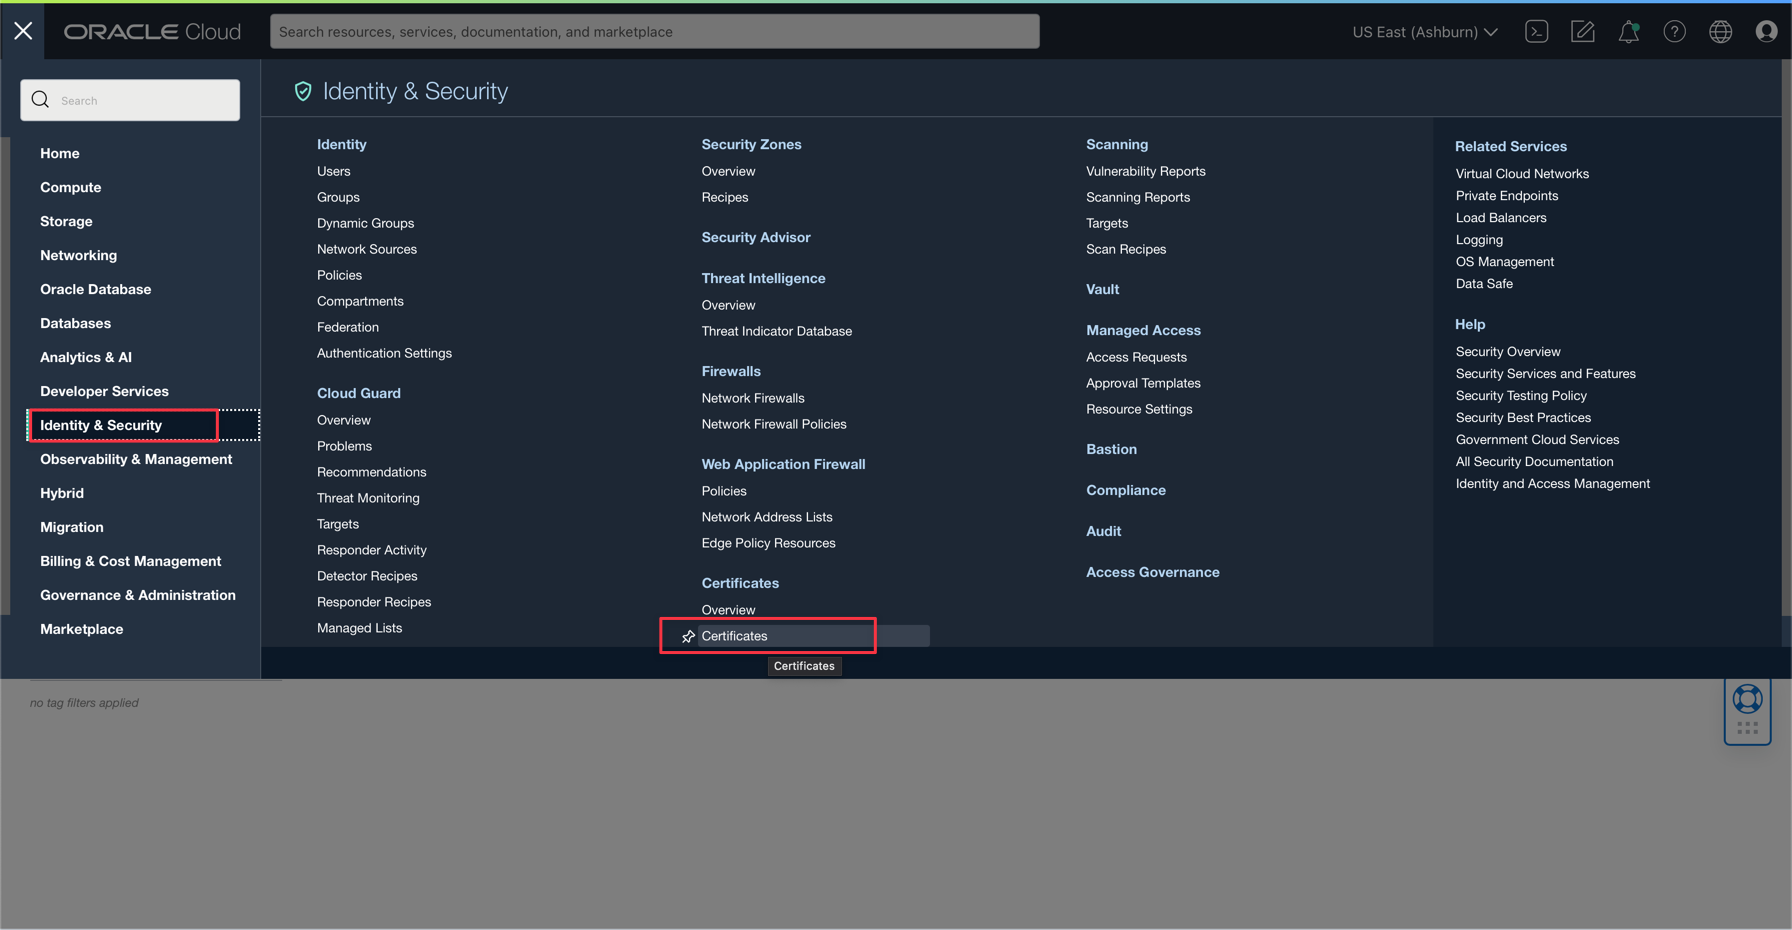 ORACLE Cloud
Search resources, services, documentation, and marketplace
US East (Ashburn)
Search
Home
Compute
Storage
Networking
Oracle Database
Databases
Analytics & AI
Developer Services
Identity & Security
Observability & Management
Hybrid
Migration
Billing & Cost Management
Governance & Administration
Marketplace
Identity & Security
Identity
Users
Groups
Dynamic Groups
Network Sources
Policies
Compartments
Federation
Authentication Settings
Cloud Guard
Overview
Problems
Recommendations
Threat Monitoring
Targets
Responder Activity
Detector Recipes
Responder Recipes
Managed Lists
Security Zones
Overview
Recipes
Security Advisor
Threat Intelligence
Overview
Threat Indicator Database
Firewalls
Network Firewalls
Network Firewall Policies
Web Application Firewall
Policies
Network Address Lists
Edge Policy Resources
Certificates
Overview
Certificates
Certificates
Scanning
Vulnerability Reports
Scanning Reports
Targets
Scan Recipes
Vault
Managed Access
Access Requests
Approval Templates
Resource Settings
Bastion
Compliance
Audit
Access Governance
Related Services
Virtual Cloud Networks
Private Endpoints
Load Balancers
Logging
OS Management
Data Safe
Help
Security Overview
Security Services and Features
Security Testing Policy
Security Best Practices
Government Cloud Services
All Security Documentation
Identity and Access Management
no tag filters applied